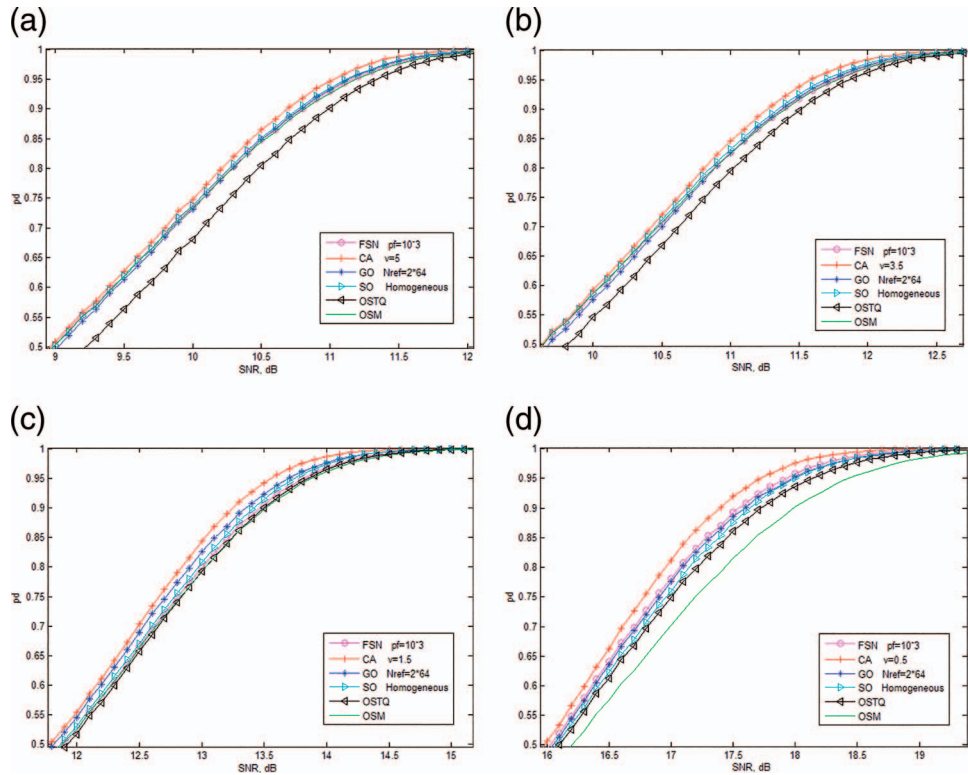 (a)
1
0.95
0.9
0.85
0.8
0.75
0.7
0.65
0.6
0.55
0.5
pd
9
9.5
10
10.5
11
11.5
12
SNR, dB
FSN pf=10ˆ3
CA v=5
GO Nref=2*64
SO Homogeneous
OSTQ
OSM
(b)
1
0.95
0.9
0.85
0.8
0.75
0.7
0.65
0.6
0.55
0.5
pd
10
10.5
11
11.5
12
12.5
SNR, dB
FSN pf=10ˆ3
CA v=3.5
GO Nref=2*64
SO Homogeneous
OSTQ
OSM
(c)
1
0.95
0.9
0.85
0.8
0.75
0.7
0.65
0.6
0.55
0.5
pd
12
12.5
13
13.5
14
14.5
15
SNR, dB
FSN pf=10ˆ3
CA v=1.5
GO Nref=2*64
SO Homogeneous
OSTQ
OSM
(d)
1
0.95
0.9
0.85
0.8
0.75
0.7
0.65
0.6
0.55
0.5
pd
16
16.5
17
17.5
18
18.5
19
SNR, dB
FSN pf=10ˆ3
CA v=0.5
GO Nref=2*64
SO Homogeneous
OSTQ
OSM